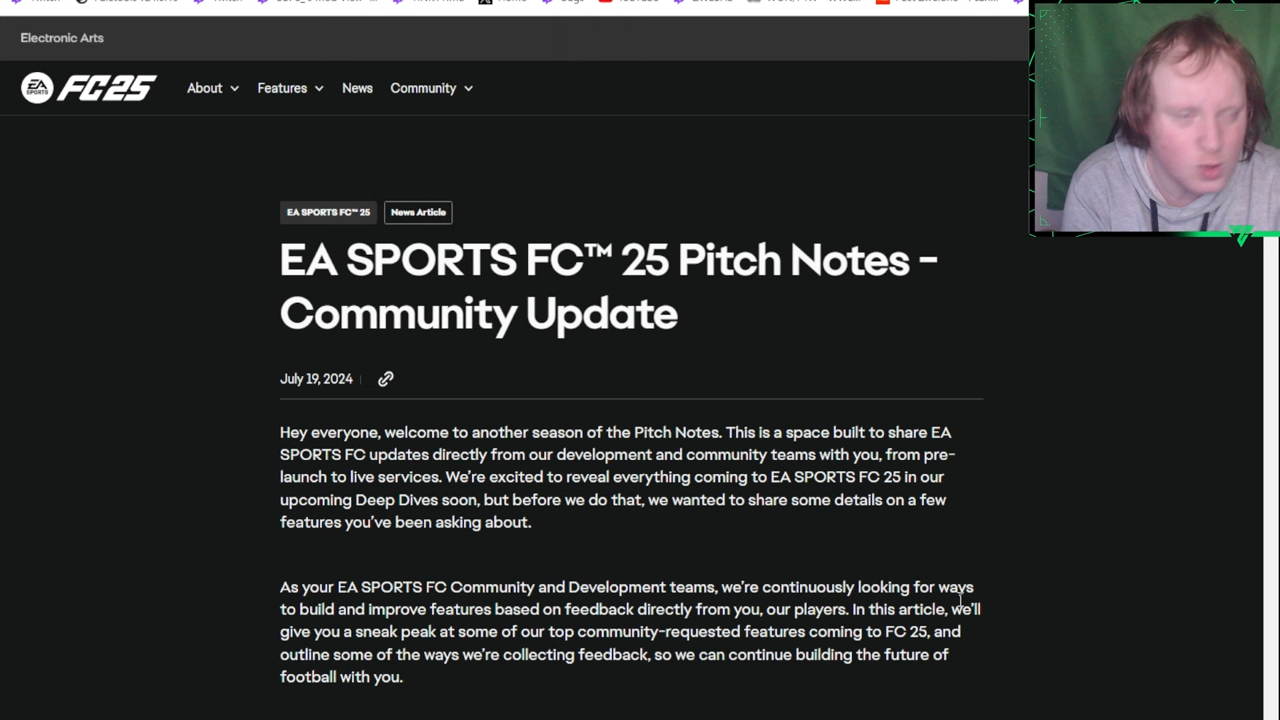 Electronic Arts
EA SPORTS FC25 About Features News Community
EA SPORTS FC™ 25 News Article
EA SPORTS FC™ 25 Pitch Notes -
Community Update
July 19, 2024
Hey everyone, welcome to another season of the Pitch Notes. This is a space built to share EA
SPORTS FC updates directly from our development and community teams with you, from pre-
launch to live services. We're excited to reveal everything coming to EA SPORTS FC 25 in our
upcoming Deep Dives soon, but before we do that, we wanted to share some details on a few
features you've been asking about.
As your EA SPORTS FC Community and Development teams, we're continuously looking for ways
to build and improve features based on feedback directly from you, our players. In this article, we'll
give you a sneak peak at some of our top community-requested features coming to FC 25, and
outline some of the ways we're collecting feedback, so we can continue building the future of
football with you.